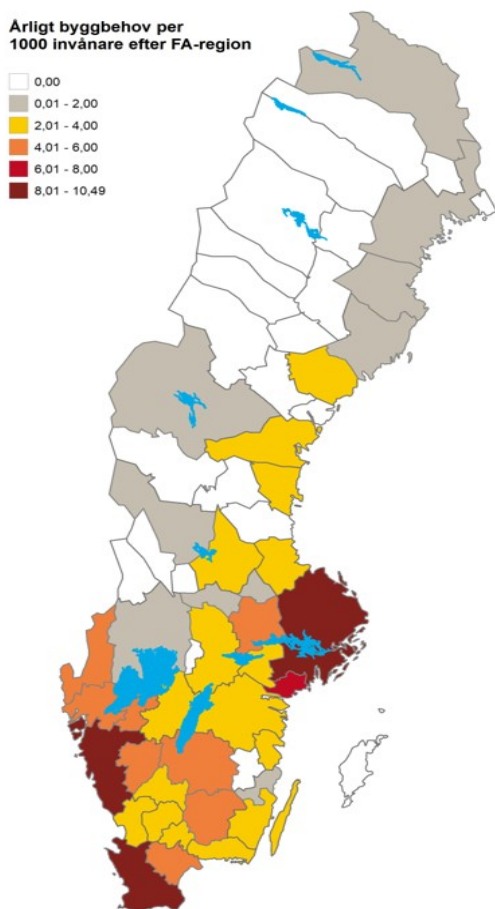 Årligt byggbehov per
1000 invånare efter FA-region
0,00
0,01 - 2,00
2,01 - 4,00
4,01 - 6,00
6,01 - 8,00
8,01 - 10,49